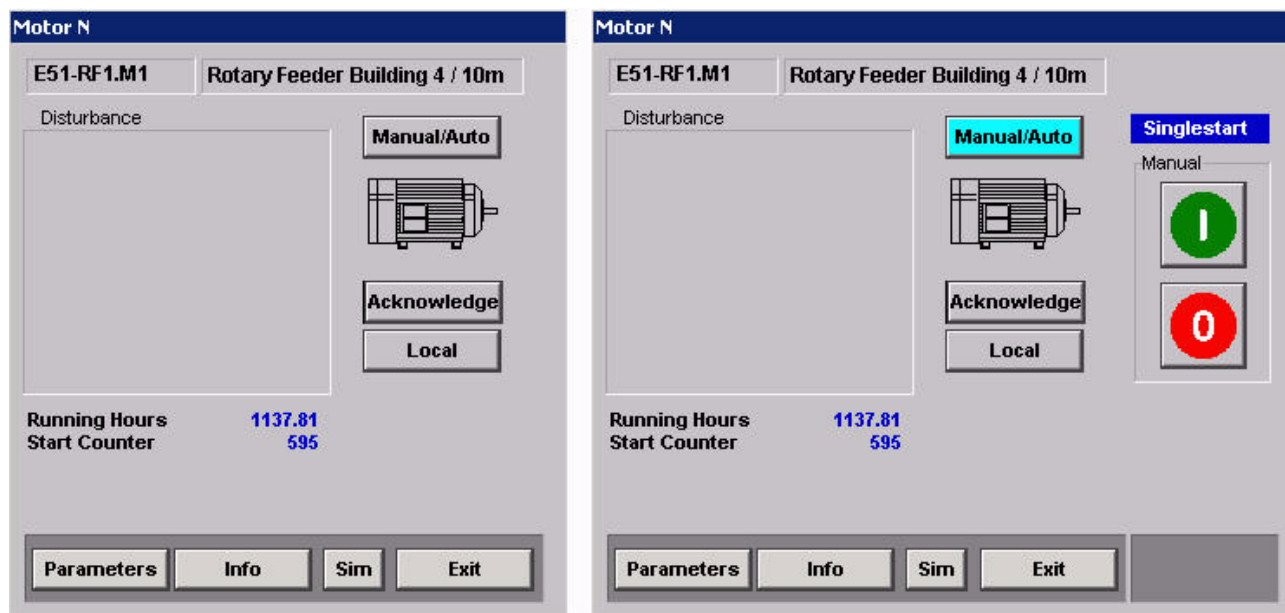 Motor N
E51-RF1.M1 Rotary Feeder Building 4 / 10m
Disturbance
Manual/Auto
Acknowledge
Local
Running Hours 1137.81
Start Counter 595
Parameters Info Sim Exit
Motor N
E51-RF1.M1 Rotary Feeder Building 4 / 10m
Disturbance
Manual/Auto
Singlestart
Manual
I
Acknowledge
0
Local
Running Hours 1137.81
Start Counter 595
Parameters Info Sim Exit